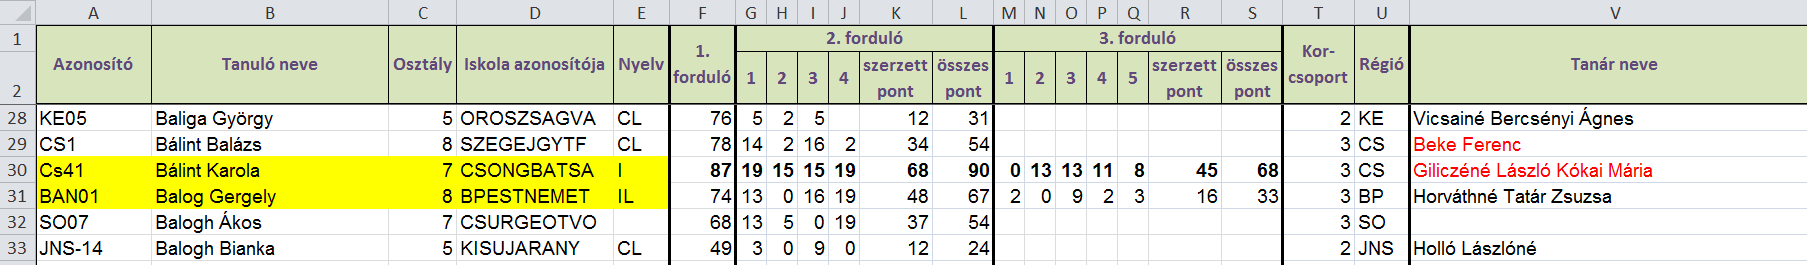 A B C D E F G H I J K L M N O P Q R S T U V
1 Azonosító Tanuló neve Osztály Iskola azonosítója Nyelv 1. forduló 2. forduló 3. forduló Kor-csoport Régió Tanár neve
2 1 2 3 4 szerzett pont összes pont 1 2 3 4 5 szerzett pont összes pont
28 KE05 Baliga György 5 OROSZSAGVA CL 76 5 2 5 12 31 2 KE Vicsainé Bercsényi Ágnes
29 CS1 Bálint Balázs 8 SZEGEJGYTF CL 78 14 2 16 2 34 54 3 CS Beke Ferenc
30 Cs41 Bálint Karola 7 CSONGBATSA I 87 19 15 15 19 68 90 0 13 13 11 8 45 68 3 CS Giliczéné László Kókai Mária
31 BAN01 Balog Gergely 8 BPESTNEMET IL 74 13 0 16 19 48 67 2 0 9 2 3 16 33 3 BP Horváthné Tatár Zsuzsa
32 SO07 Balogh Ákos 7 CSURGEOTVO 68 13 5 0 19 37 54 3 SO
33 JNS-14 Balogh Bianka 5 KISUJARANY CL 49 3 0 9 0 12 24 2 JNS Holló Lászlóné